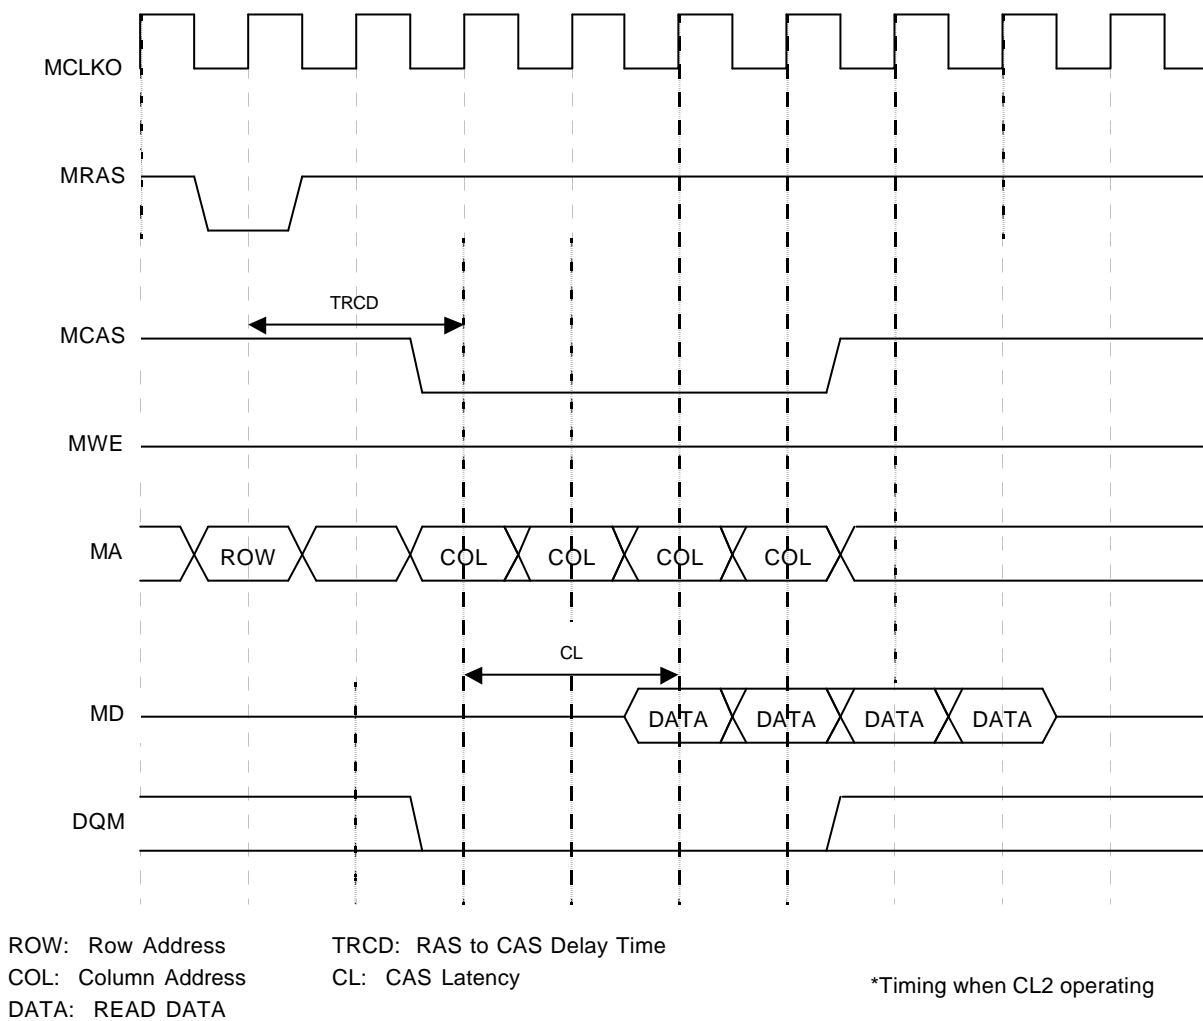 MCLKO
MRAS
TRCD
MCAS
MWE
MA
ROW COL COL COL COL
CL
MD
DATA DATA DATA DATA
DQM
ROW: Row Address TRCD: RAS to CAS Delay Time
COL: Column Address CL: CAS Latency
*Timing when CL2 operating
DATA: READ DATA